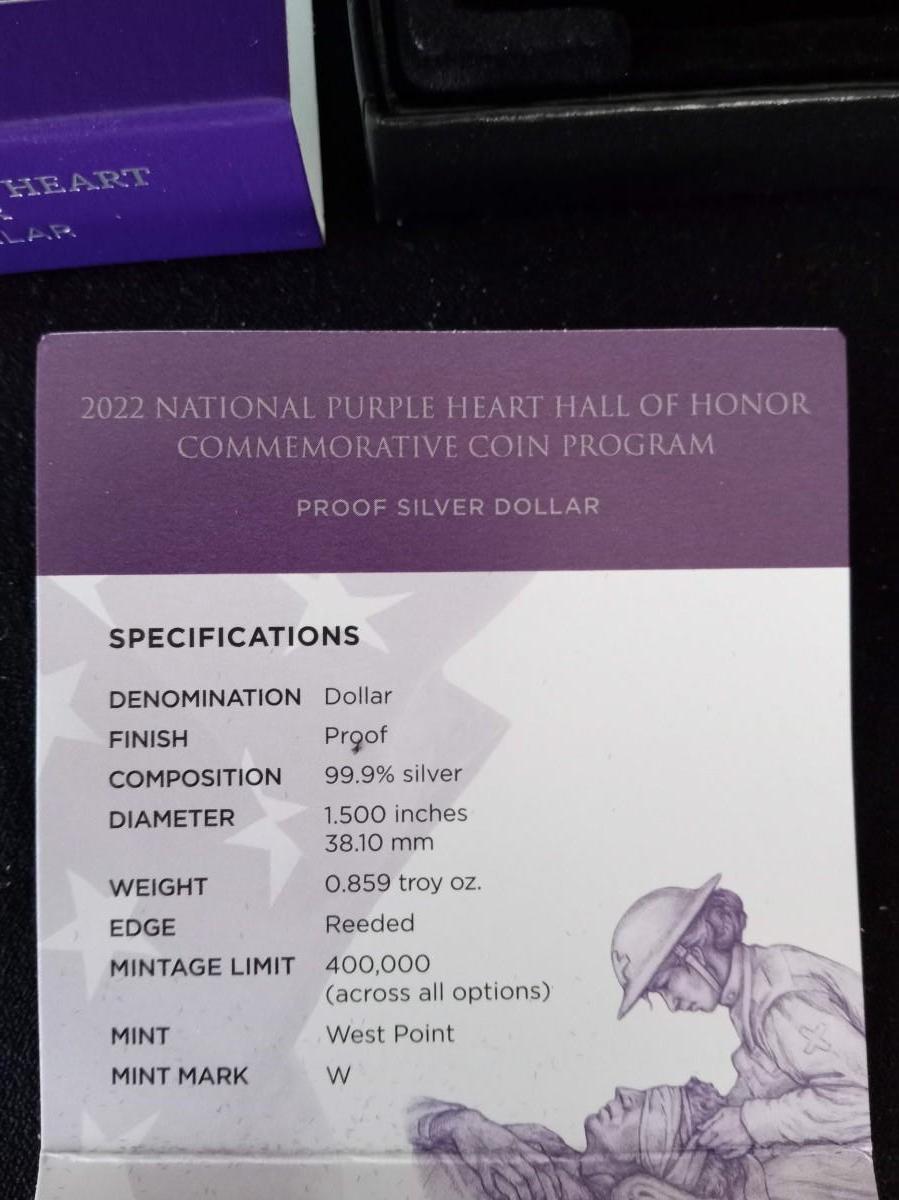 HEART
2022 NATIONAL PURPLE HEART HALL OF HONOR
COMMEMORATIVE COIN PROGRAM
PROOF SILVER DOLLAR
SPECIFICATIONS
DENOMINATION Dollar
FINISH Proof
COMPOSITION 99.9% silver
DIAMETER 1.500 inches
38.10 mm
WEIGHT 0.859 troy oz.
EDGE Reeded
MINTAGE LIMIT 400,000
(across all options)
MINT West Point
MINT MARK W